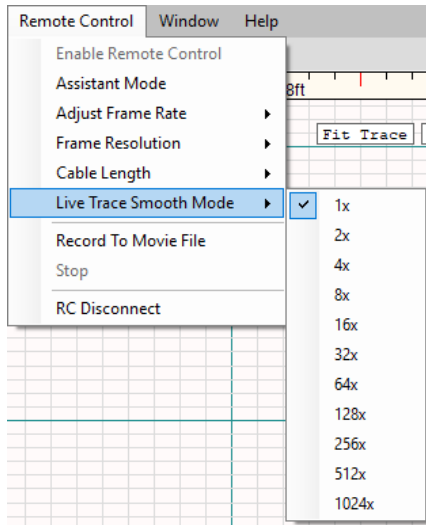 Remote Control Window Help
Enable Remote Control
Assistant Mode
8ft
Adjust Frame Rate
Fit Trace
Frame Resolution
Cable Length
Live Trace Smooth Mode
1x
Record To Movie File
2x
Stop
4x
RC Disconnect
8x
16x
32x
64x
128x
256x
512x
1024x